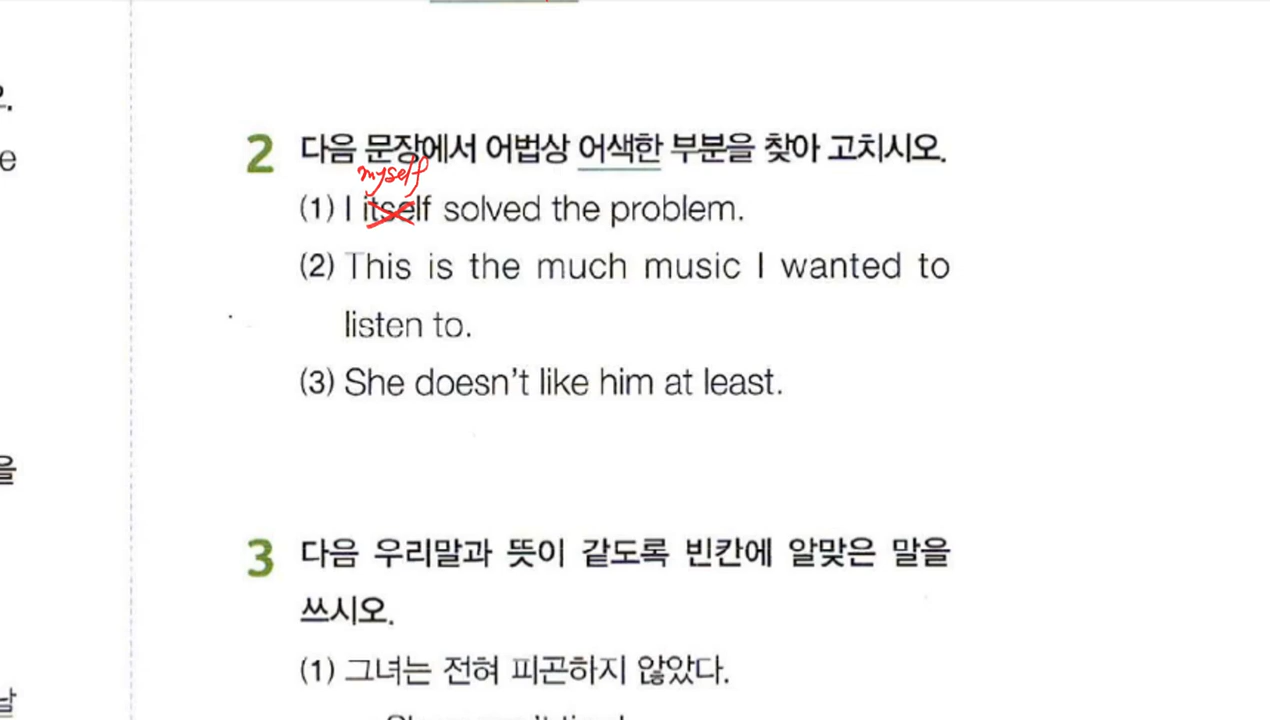 2 다음 문장에서 어법상 어색한 부분을 찾아 고치시오.
myself
(1) I itself solved the problem.
(2) This is the much music I wanted to
listen to.
(3) She doesn't like him at least.
3 다음 우리말과 뜻이 같도록 빈칸에 알맞은 말을
쓰시오.
(1) 그녀는 전혀 피곤하지 않았다.
e
을
날